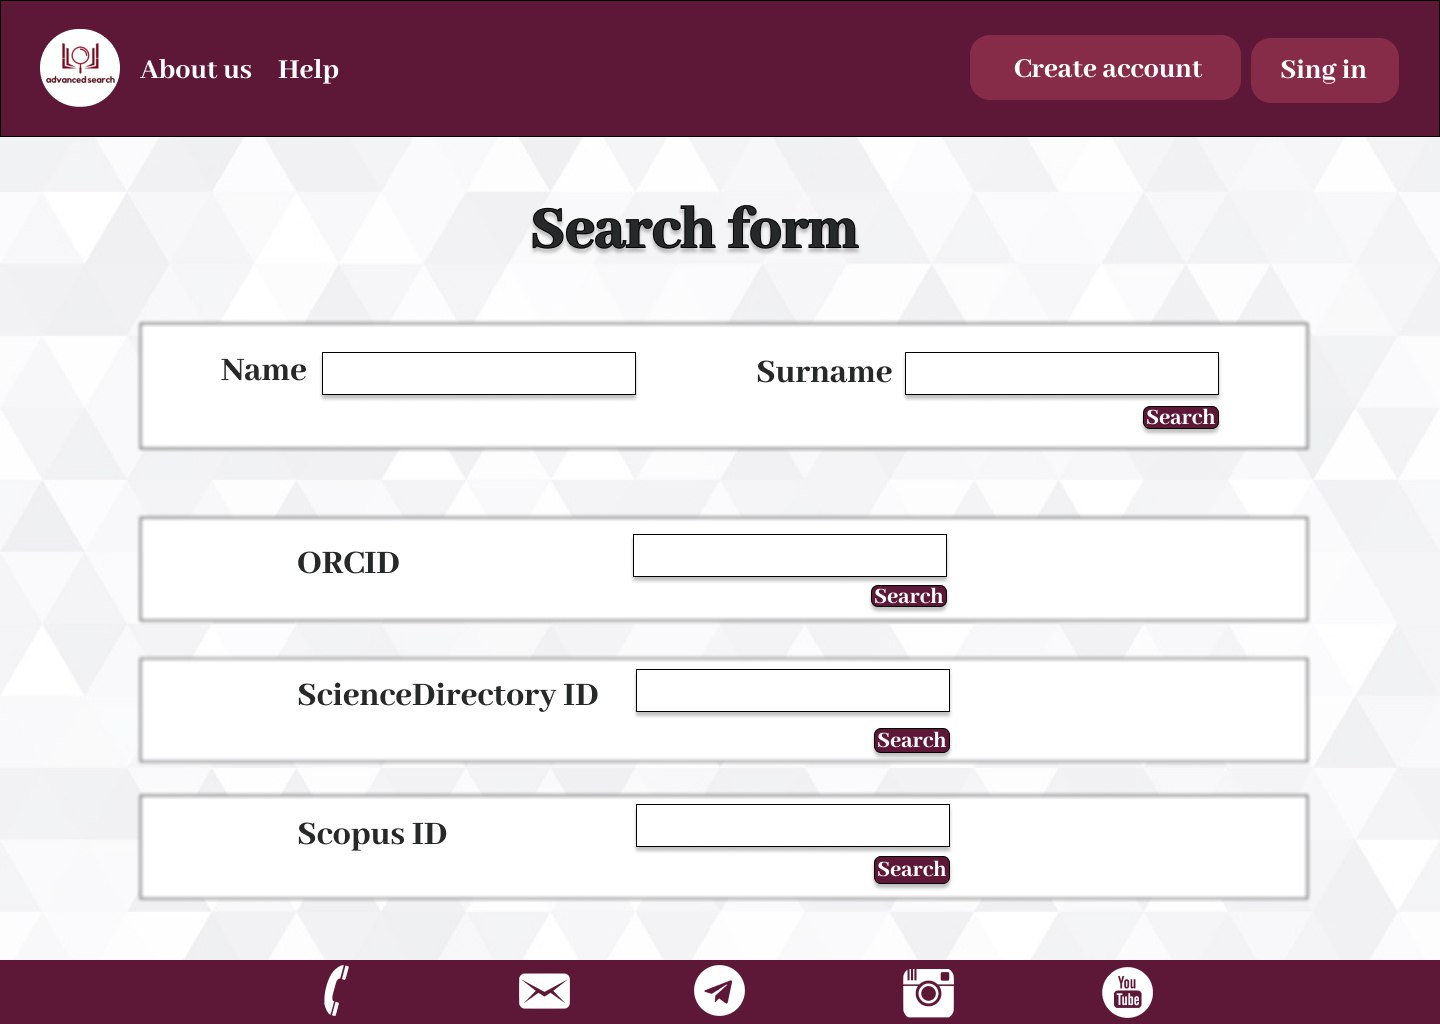 advanced search
About us
Help
Create account
Sing in
Search form
Name
Surname
Search
ORCID
Search
ScienceDirectory ID
Search
Scopus ID
Search
You
Tube